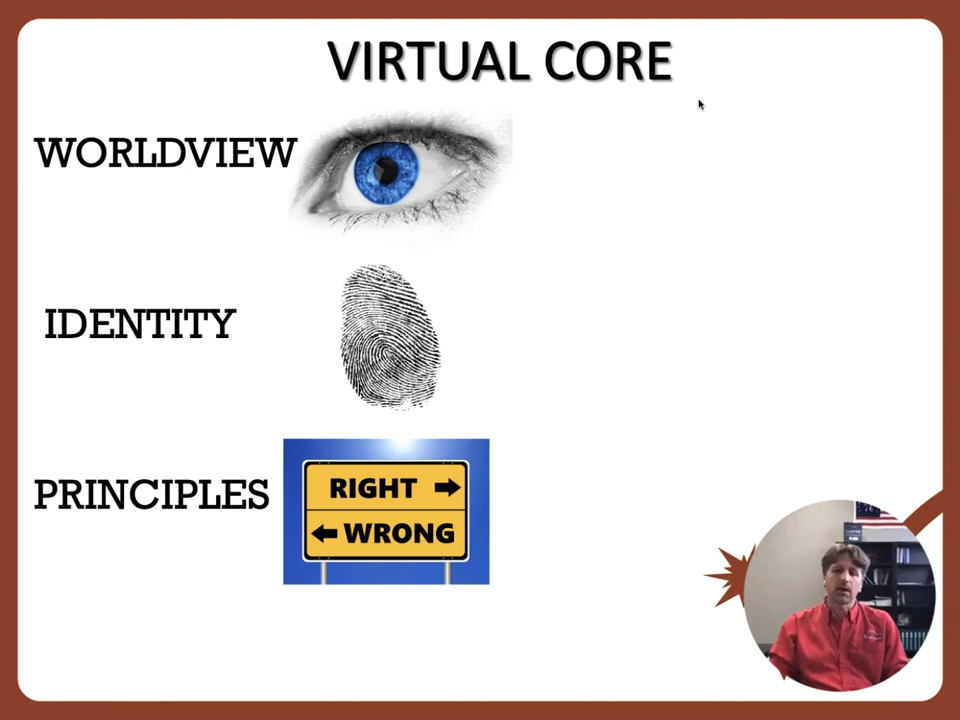 VIRTUAL CORE
WORLDVIEW
IDENTITY
PRINCIPLES
RIGHT
WRONG